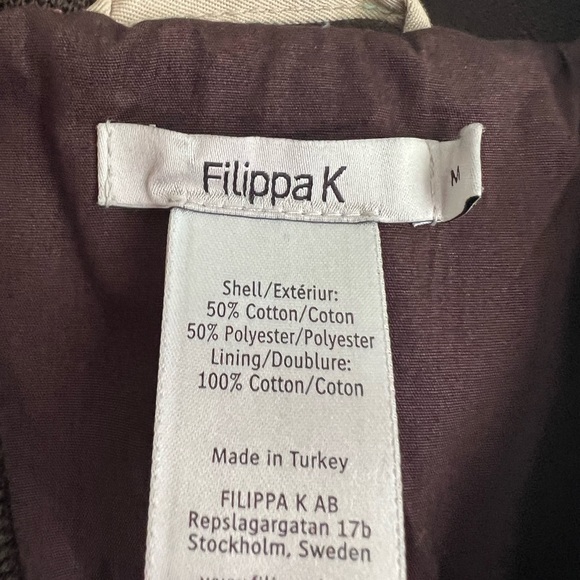 Filippa K
M
Shell/Extériur:
50% Cotton/Coton
50% Polyester/Polyester
Lining/Doublure:
100% Cotton/Coton
Made in Turkey
FILIPPA K AB
Repslagargatan 17b
Stockholm, Sweden